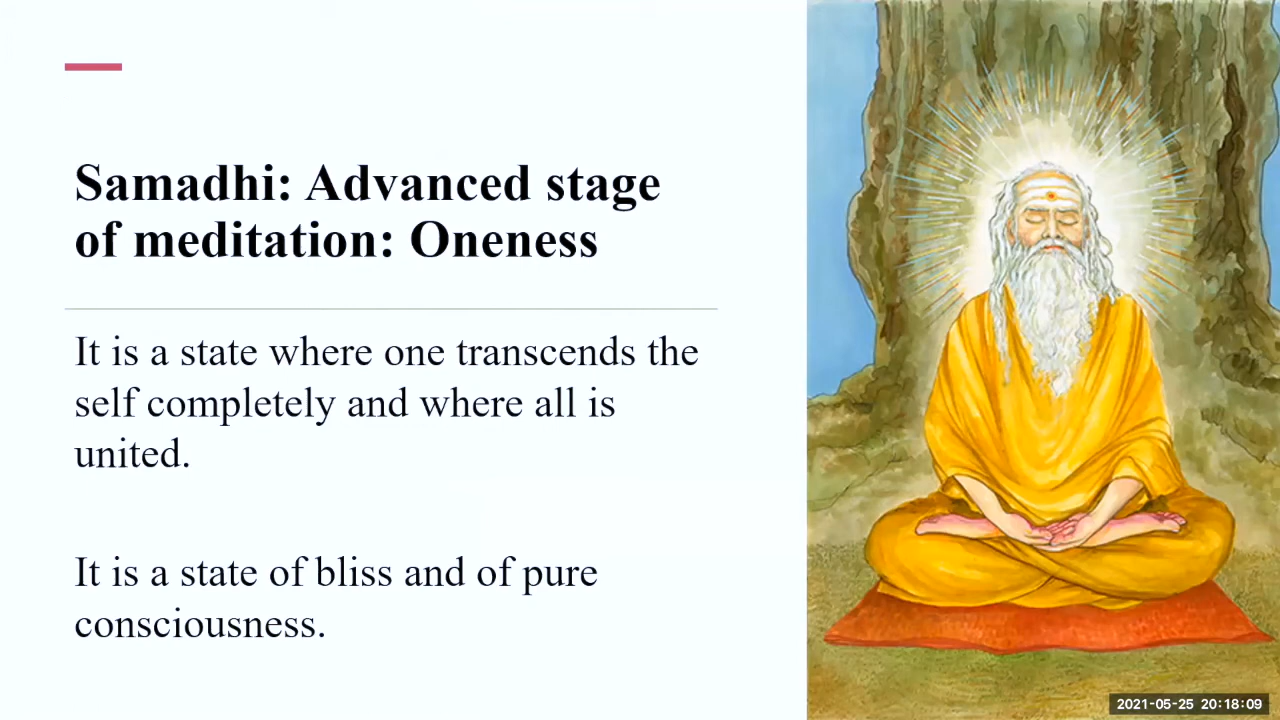 Samadhi: Advanced stage
of meditation: Oneness
It is a state where one transcends the
self completely and where all is
united.
It is a state of bliss and of pure
consciousness.
2021-05-25 20:18:09